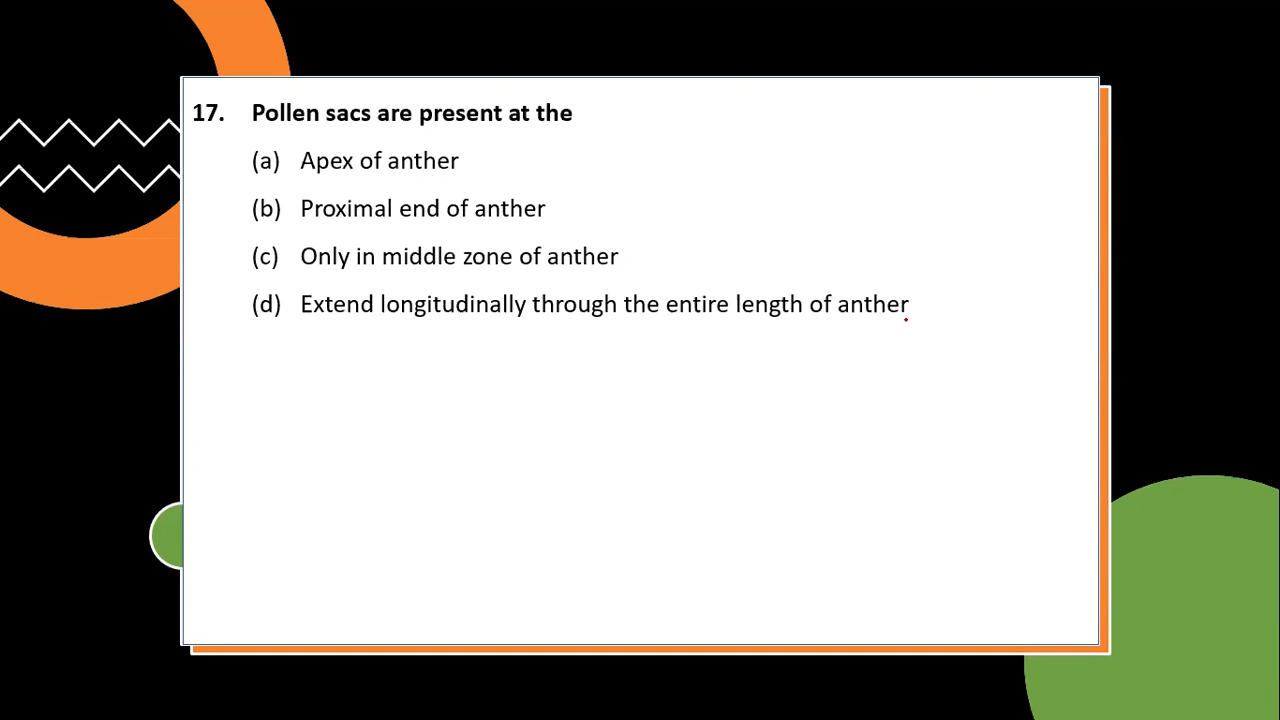 17. Pollen sacs are present at the
(a) Apex of anther
(b) Proximal end of anther
(c) Only in middle zone of anther
(d) Extend longitudinally through the entire length of anther